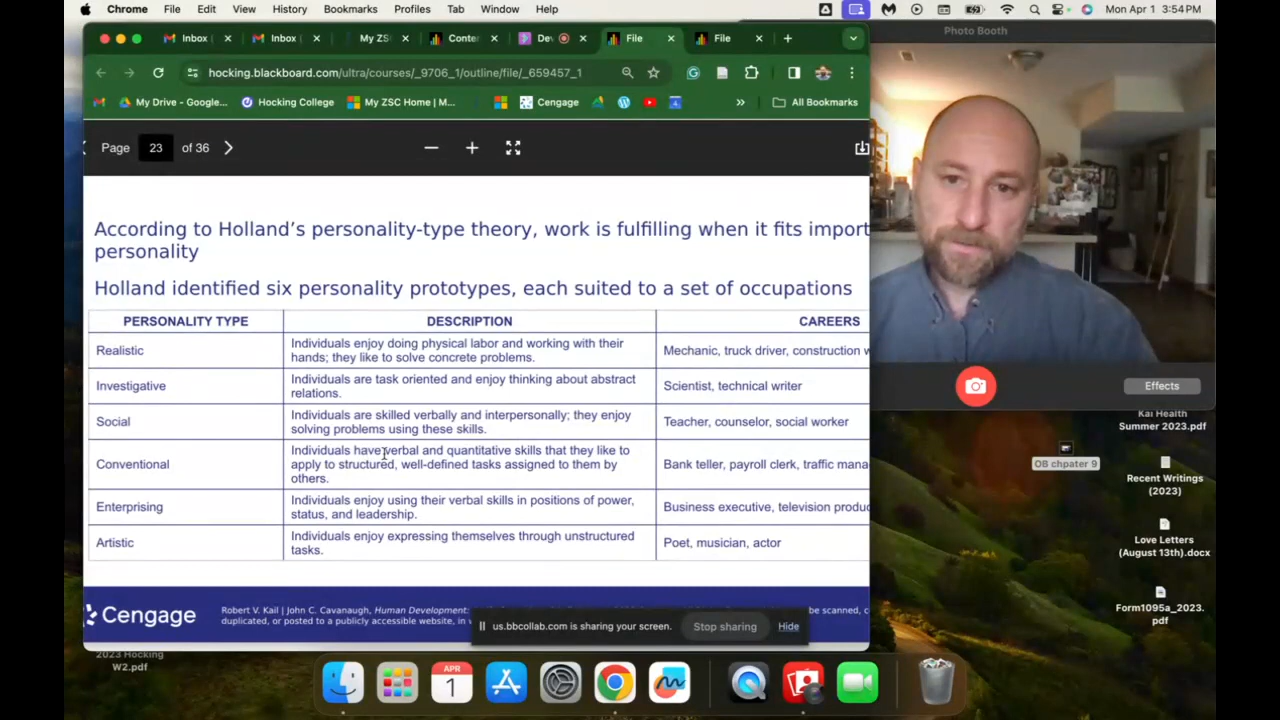 Chrome File Edit View History Bookmarks Profiles Tab Window Help Mon Apr 1 3:54 PM
Photo Booth
Inbox ( Inbox ( My ZS Conte De File File
hocking.blackboard.com/ultra/courses/_9706_1/outline/file/_659457_1
My Drive - Google... Hocking College My ZSC Home | M... Cengage » All Bookmarks
Page 23 of 36
According to Holland's personality-type theory, work is fulfilling when it fits import
personality
Holland identified six personality prototypes, each suited to a set of occupations
PERSONALITY TYPE DESCRIPTION CAREERS
Realistic
Individuals enjoy doing physical labor and working with their
hands; they like to solve concrete problems.
Mechanic, truck driver, construction w
Investigative
Individuals are task oriented and enjoy thinking about abstract
relations.
Scientist, technical writer
Social
Individuals are skilled verbally and interpersonally; they enjoy
solving problems using these skills.
Teacher, counselor, social worker
Conventional
Individuals have verbal and quantitative skills that they like to
apply to structured, well-defined tasks assigned to them by
others.
Bank teller, payroll clerk, traffic mana
Enterprising
Individuals enjoy using their verbal skills in positions of power,
status, and leadership.
Business executive, television produc
Artistic
Individuals enjoy expressing themselves through unstructured
tasks.
Poet, musician, actor
Cengage
Robert V. Kail | John C. Cavanaugh, Human Development: be scanned, c
duplicated, or posted to a publicly accessible website, in
us.bbcollab.com is sharing your screen. Stop sharing Hide
Effects
Kai Health
Summer 2023.pdf
OB chpater 9
Recent Writings
(2023)
Love Letters
(August 13th).docx
Form1095a_2023.
pdf
2023 Hocking
W2.pdf
APR
1